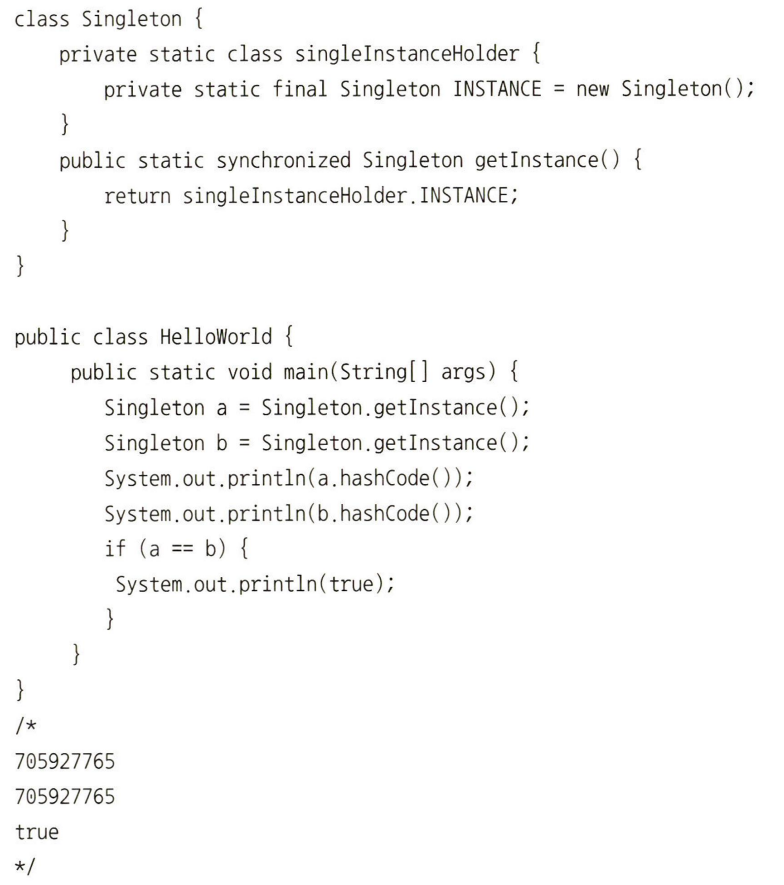 class Singleton {
    private static class singleInstanceHolder {
        private static final Singleton INSTANCE = new Singleton();
    }
    public static synchronized Singleton getInstance() {
        return singleInstanceHolder.INSTANCE;
    }
}

public class HelloWorld {
     public static void main(String[] args) {
        Singleton a = Singleton.getInstance();
        Singleton b = Singleton.getInstance();
        System.out.println(a.hashCode());
        System.out.println(b.hashCode());
        if (a == b) {
         System.out.println(true);
        }
     }
}
/*
705927765
705927765
true
*/